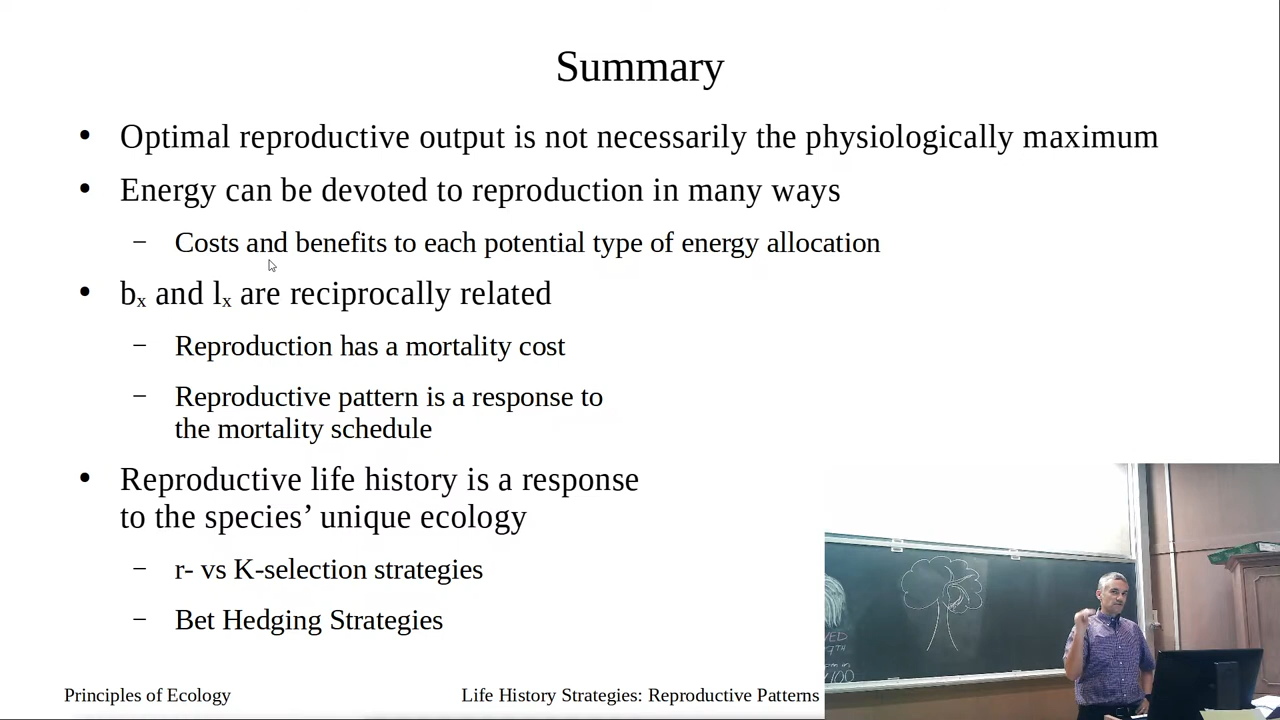 Summary
• Optimal reproductive output is not necessarily the physiologically maximum
• Energy can be devoted to reproduction in many ways
– Costs and benefits to each potential type of energy allocation
• bₓ and lₓ are reciprocally related
– Reproduction has a mortality cost
– Reproductive pattern is a response to
the mortality schedule
• Reproductive life history is a response
to the species’ unique ecology
– r- vs K-selection strategies
– Bet Hedging Strategies
Principles of Ecology
Life History Strategies: Reproductive Patterns